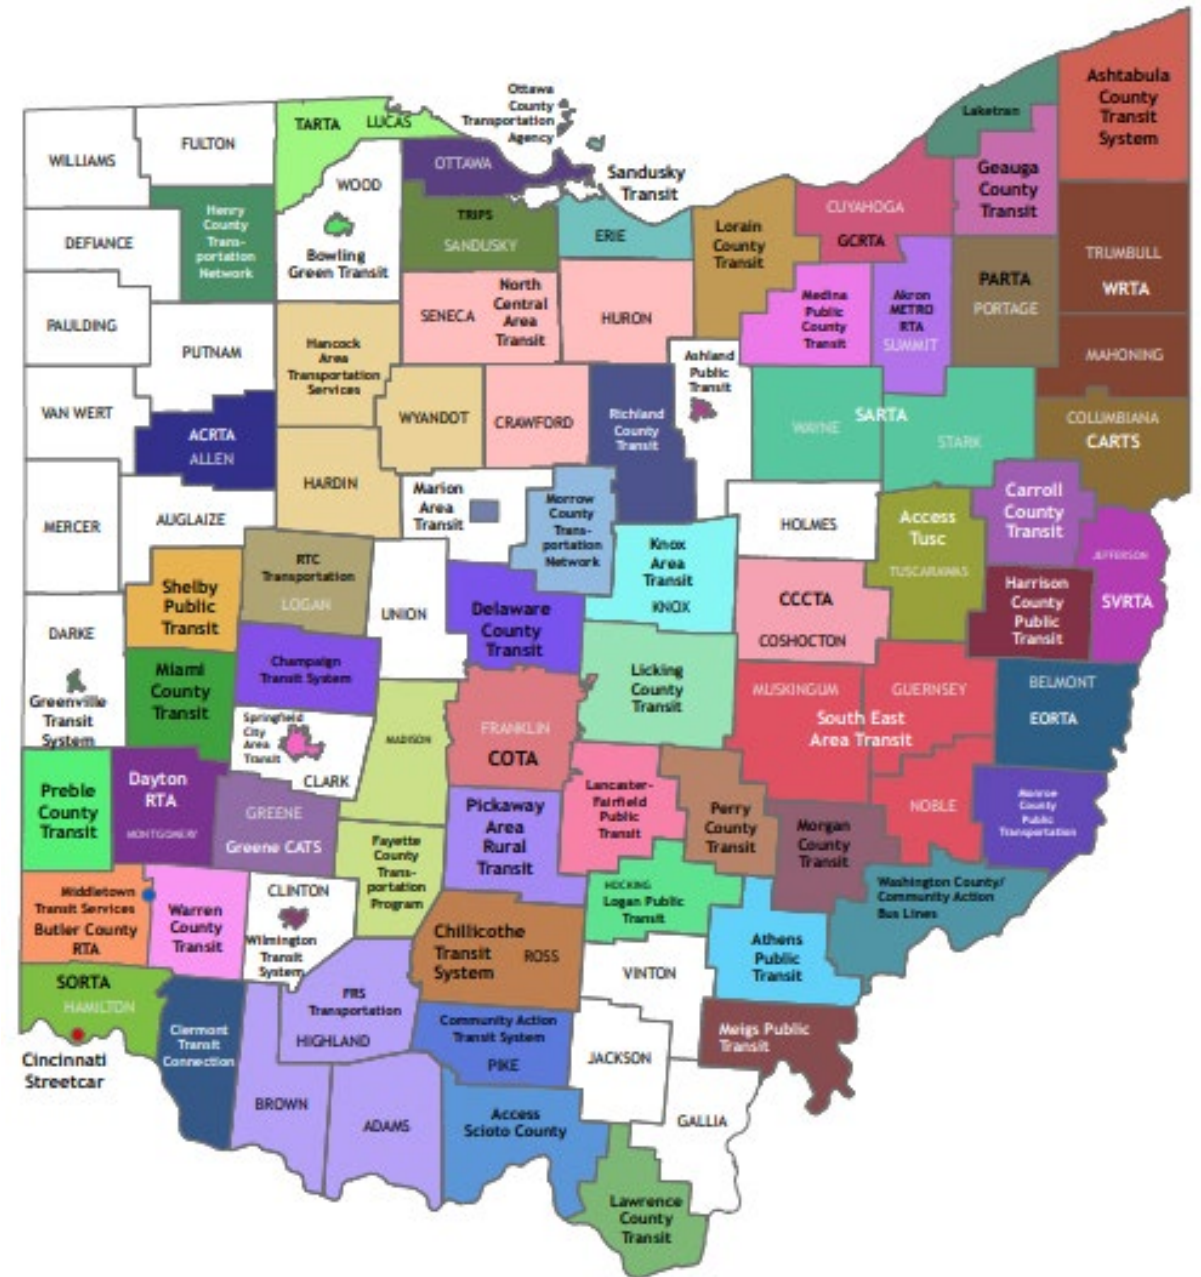 Ottawa
County
Transportation
Agency
Ashtabula
County
Transit
System
Laketran
TARTA LUCAS
FULTON
WILLIAMS
OTTAWA
Sandusky
Transit
Geauga
County
Transit
WOOD
Henry
County
Trans-
portation
Network
TRIPS
SANDUSKY
CUYAHOGA
GCRTA
DEFIANCE
Bowling
Green Transit
ERIE
Lorain
County
Transit
TRUMBULL
WRTA
PARTA
PORTAGE
North
Central
Area
Transit
SENECA
HURON
Medina
Public
County
Transit
Akron
METRO
RTA
SUMMIT
PAULDING
PUTNAM
Hancock
Area
Transportation
Services
Ashland
Public
Transit
MAHONING
VAN WERT
ACRTA
ALLEN
WYANDOT
CRAWFORD
Richland
County
Transit
SARTA
WAYNE
STARK
COLUMBIANA
CARTS
HARDIN
Marion
Area
Transit
Morrow
County
Trans-
portation
Network
MERCER
AUGLAIZE
HOLMES
Access
Tusc
TUSCARAWAS
Carroll
County
Transit
JEFFERSON
SVRTA
Knox
Area
Transit
KNOX
RTC
Transportation
LOGAN
Shelby
Public
Transit
UNION
Delaware
County
Transit
CCCTA
COSHOCTON
Harrison
County
Public
Transit
DARKE
Greenville
Transit
System
Miami
County
Transit
Champaign
Transit System
Licking
County
Transit
MUSKINGUM
GUERNSEY
South East
Area Transit
BELMONT
EORTA
Springfield
City
Area
Transit
CLARK
MADISON
FRANKLIN
COTA
Preble
County
Transit
Dayton
RTA
MONTGOMERY
GREENE
Greene CATS
Pickaway
Area
Rural
Transit
Lancaster-
Fairfield
Public
Transit
Perry
County
Transit
Morgan
County
Transit
NOBLE
Monroe
County
Public
Transportation
Fayette
County
Trans-
portation
Program
Middletown
Transit Services
Butler County
RTA
Warren
County
Transit
CLINTON
Wilmington
Transit
System
HOCKING
Logan Public
Transit
Washington County/
Community Action
Bus Lines
Chillicothe
Transit
System
ROSS
Athens
Public
Transit
VINTON
SORTA
HAMILTON
Cincinnati
Streetcar
Clermont
Transit
Connection
FRS
Transportation
HIGHLAND
Community Action
Transit System
PIKE
JACKSON
Meigs Public
Transit
BROWN
ADAMS
Access
Scioto County
GALLIA
Lawrence
County
Transit